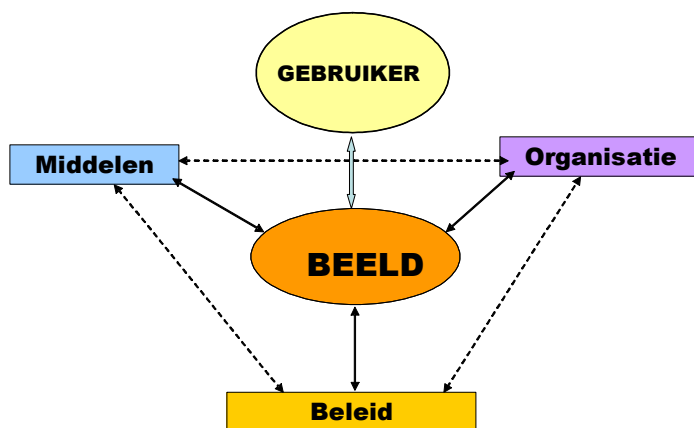 GEBRUIKER
Middelen
Organisatie
BEELD
Beleid